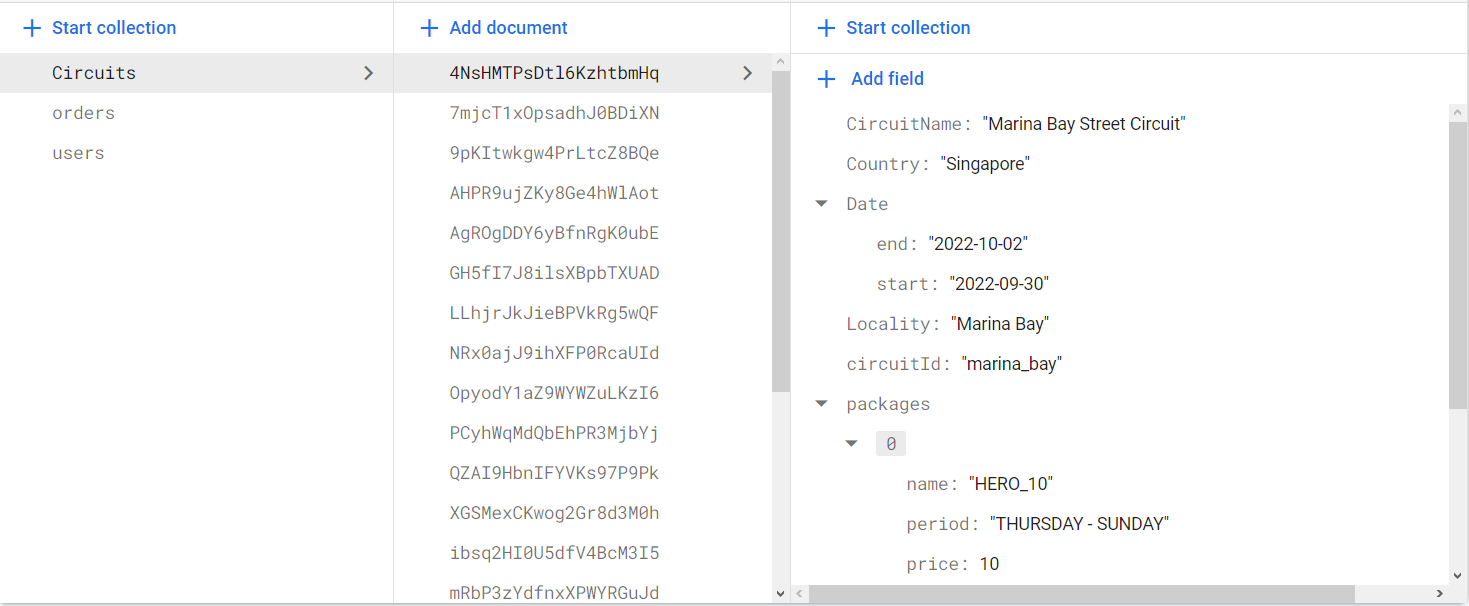 Start collection
Circuits
orders
users
Add document
4NsHMTPsDtl6KzhtbmHq
7mjcT1xOpsadhJ0BDiXN
9pKItwkgw4PrLtcZ8BQe
AHPR9ujZKy8Ge4hWlAot
AgROgDDY6yBfnRgK0ubE
GH5fI7J8ilsXBpbTXUAD
LLhjrJkJieBPVkRg5wQF
NRx0ajJ9ihXFP0RcaUId
OpyodY1aZ9WYWZuLKzI6
PCyhWqMdQbEhPR3MjbYj
QZAI9HbnIFYVKs97P9Pk
XGSMexCKwog2Gr8d3M0h
ibsq2HI0U5dfV4BcM3I5
mRbP3zYdfnxXPWYRGuJd
Start collection
Add field
CircuitName: "Marina Bay Street Circuit"
Country: "Singapore"
Date
end: "2022-10-02"
start: "2022-09-30"
Locality: "Marina Bay"
circuitId: "marina_bay"
packages
0
name: "HERO_10"
period: "THURSDAY - SUNDAY"
price: 10